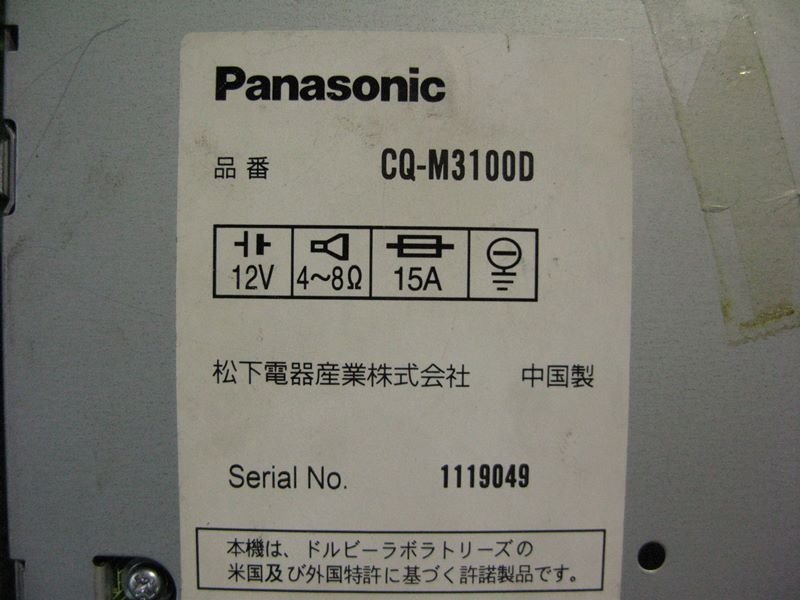 Panasonic
品番 CQ-M3100D
12V 4〜8Ω 15A
松下電器産業株式会社 中国製
Serial No. 1119049
本機は、ドルビーラボラトリーズの
米国及び外国特許に基づく許諾製品です。